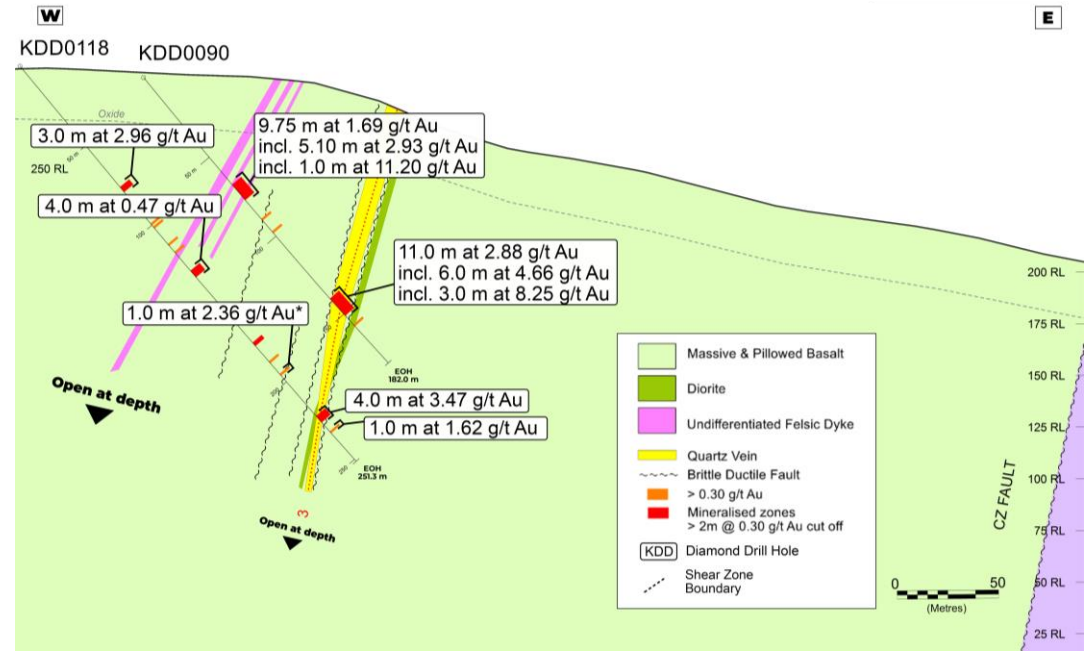 W
E
KDD0118
KDD0090
Oxide
9.75 m at 1.69 g/t Au
incl. 5.10 m at 2.93 g/t Au
incl. 1.0 m at 11.20 g/t Au
3.0 m at 2.96 g/t Au
50 m
50 m
250 RL
4.0 m at 0.47 g/t Au
100
100
11.0 m at 2.88 g/t Au
incl. 6.0 m at 4.66 g/t Au
incl. 3.0 m at 8.25 g/t Au
1.0 m at 2.36 g/t Au*
EOH
182.0 m
Open at depth
200
4.0 m at 3.47 g/t Au
1.0 m at 1.62 g/t Au
250
EOH
251.3 m
3
Open at depth
Massive & Pillowed Basalt
Diorite
Undifferentiated Felsic Dyke
Quartz Vein
Brittle Ductile Fault
> 0.30 g/t Au
Mineralised zones
> 2m @ 0.30 g/t Au cut off
KDD Diamond Drill Hole
Shear Zone
Boundary
0 50
(Metres)
CZ FAULT
200 RL
175 RL
150 RL
125 RL
100 RL
75 RL
50 RL
25 RL